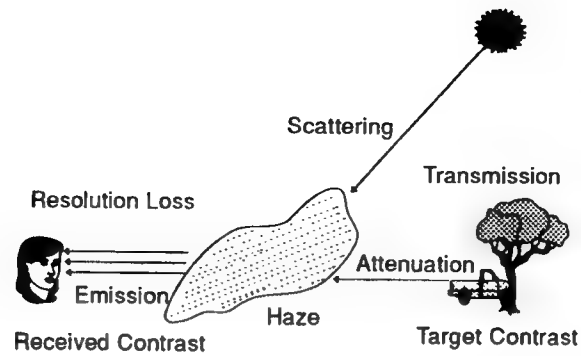 Scattering
Transmission
Resolution Loss
Attenuation
Emission
Haze
Received Contrast
Target Contrast